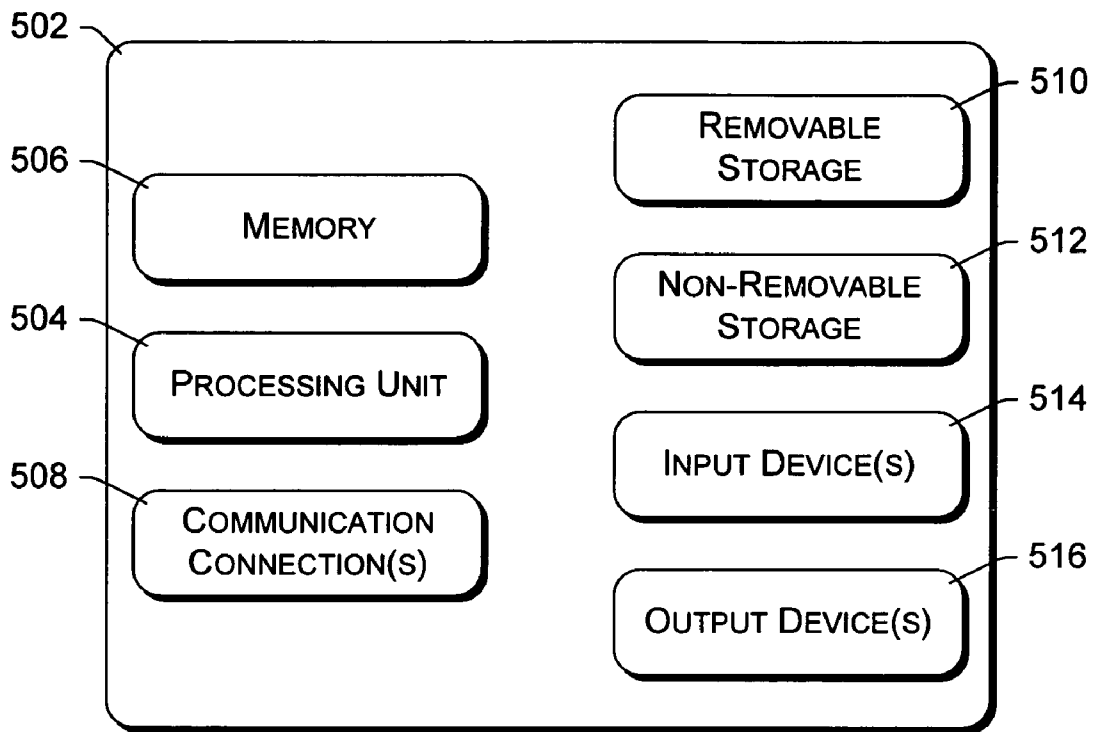 502
506
MEMORY
504
PROCESSING UNIT
508
COMMUNICATION
CONNECTION(S)
510
REMOVABLE
STORAGE
512
NON-REMOVABLE
STORAGE
514
INPUT DEVICE(S)
516
OUTPUT DEVICE(S)